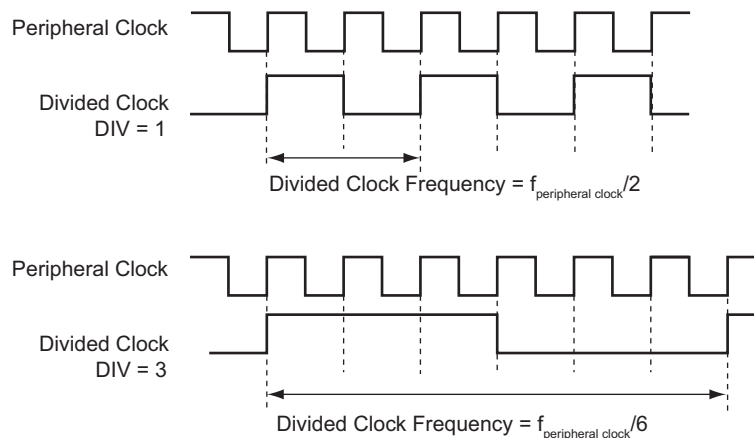 Peripheral Clock
Divided Clock
DIV = 1
Divided Clock Frequency = fperipheral clock/2
Peripheral Clock
Divided Clock
DIV = 3
Divided Clock Frequency = fperipheral clock/6